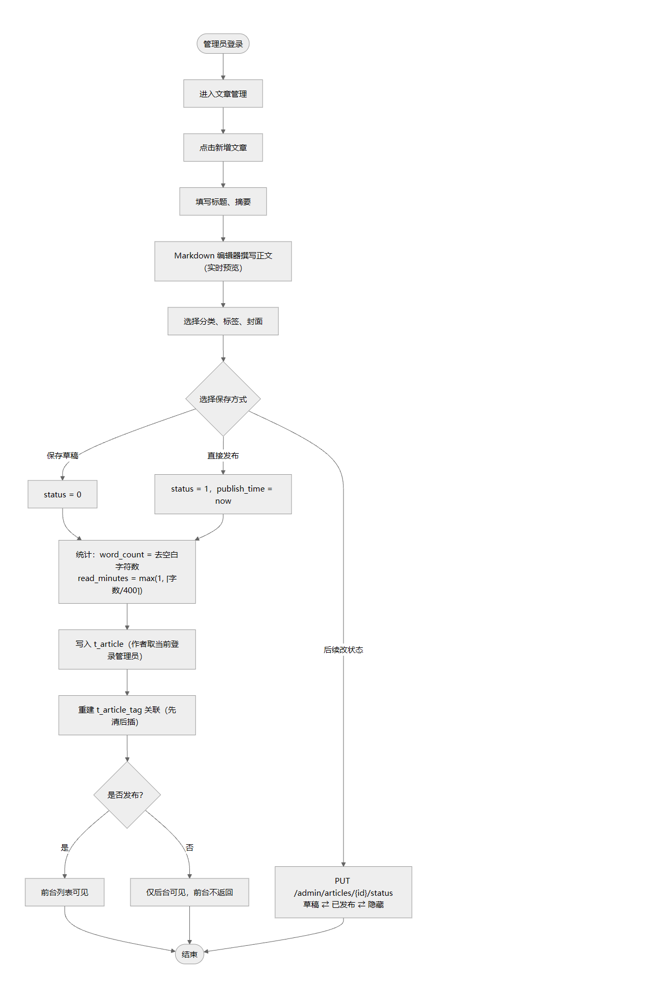 管理员登录
进入文章管理
点击新增文章
填写标题、摘要
Markdown 编辑器撰写正文
（实时预览）
选择分类、标签、封面
选择保存方式
保存草稿
直接发布
status = 0
status = 1，publish_time =
now
统计：word_count = 去空白
字符数
read_minutes = max(1, ⌈字
数/400⌉)
写入 t_article（作者取当前登
录管理员）
后续改状态
重建 t_article_tag 关联（先
清后插）
是否发布？
是
否
前台列表可见
仅后台可见，前台不返回
PUT
/admin/articles/{id}/status
草稿 ⇄ 已发布 ⇄ 隐藏
结束